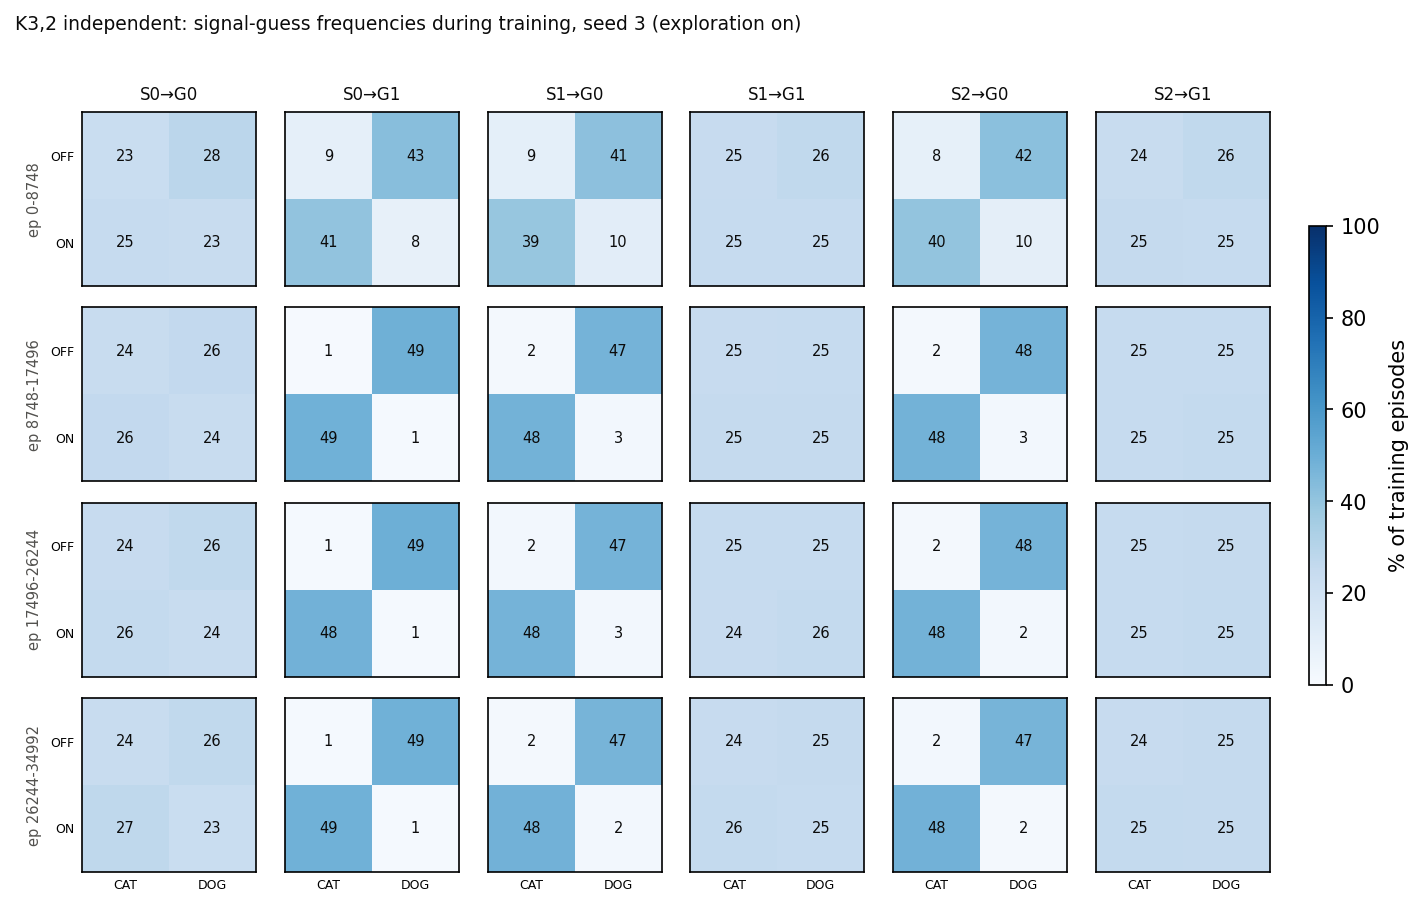 K3,2 independent: signal-guess frequencies during training, seed 3 (exploration on)
S0→G0 S0→G1 S1→G0 S1→G1 S2→G0 S2→G1
ep 0-8748
OFF 23 28 9 43 9 41 25 26 8 42 24 26
ON 25 23 41 8 39 10 25 25 40 10 25 25
ep 8748-17496
OFF 24 26 1 49 2 47 25 25 2 48 25 25
ON 26 24 49 1 48 3 25 25 48 3 25 25
ep 17496-26244
OFF 24 26 1 49 2 47 25 25 2 48 25 25
ON 26 24 48 1 48 3 24 26 48 2 25 25
ep 26244-34992
OFF 24 26 1 49 2 47 24 25 2 47 24 25
ON 27 23 49 1 48 2 26 25 48 2 25 25
CAT DOG CAT DOG CAT DOG CAT DOG CAT DOG CAT DOG
100
80
60
40
20
0
% of training episodes